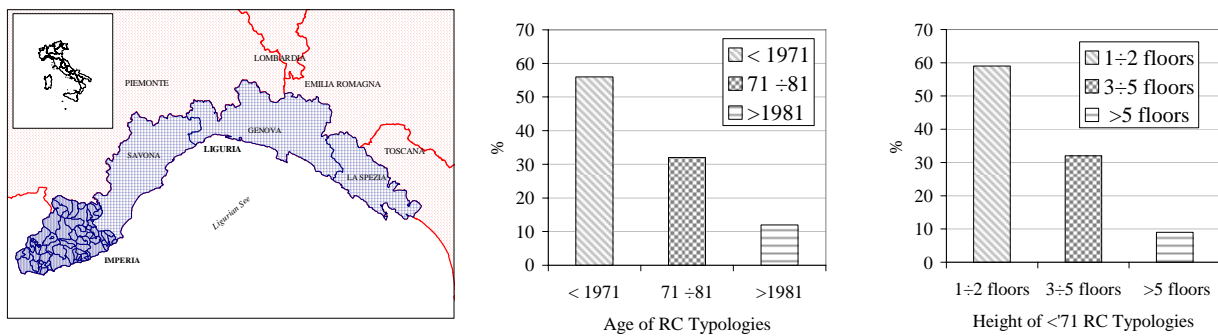 LOMBARDIA
PIEMONTE
EMILIA ROMAGNA
GENOVA
SAVONA
LIGURIA
TOSCANA
LA SPEZIA
Ligurian See
IMPERIA
70
60
50
40
30
20
10
0
%
< 1971
71 ÷81
>1981
< 1971 71 ÷81 >1981
Age of RC Typologies
70
60
50
40
30
20
10
0
%
1÷2 floors
3÷5 floors
>5 floors
1÷2 floors 3÷5 floors >5 floors
Height of <'71 RC Typologies